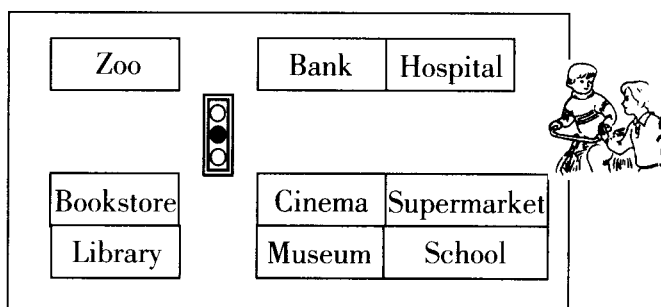 Zoo Bank Hospital
Bookstore Cinema Supermarket
Library Museum School